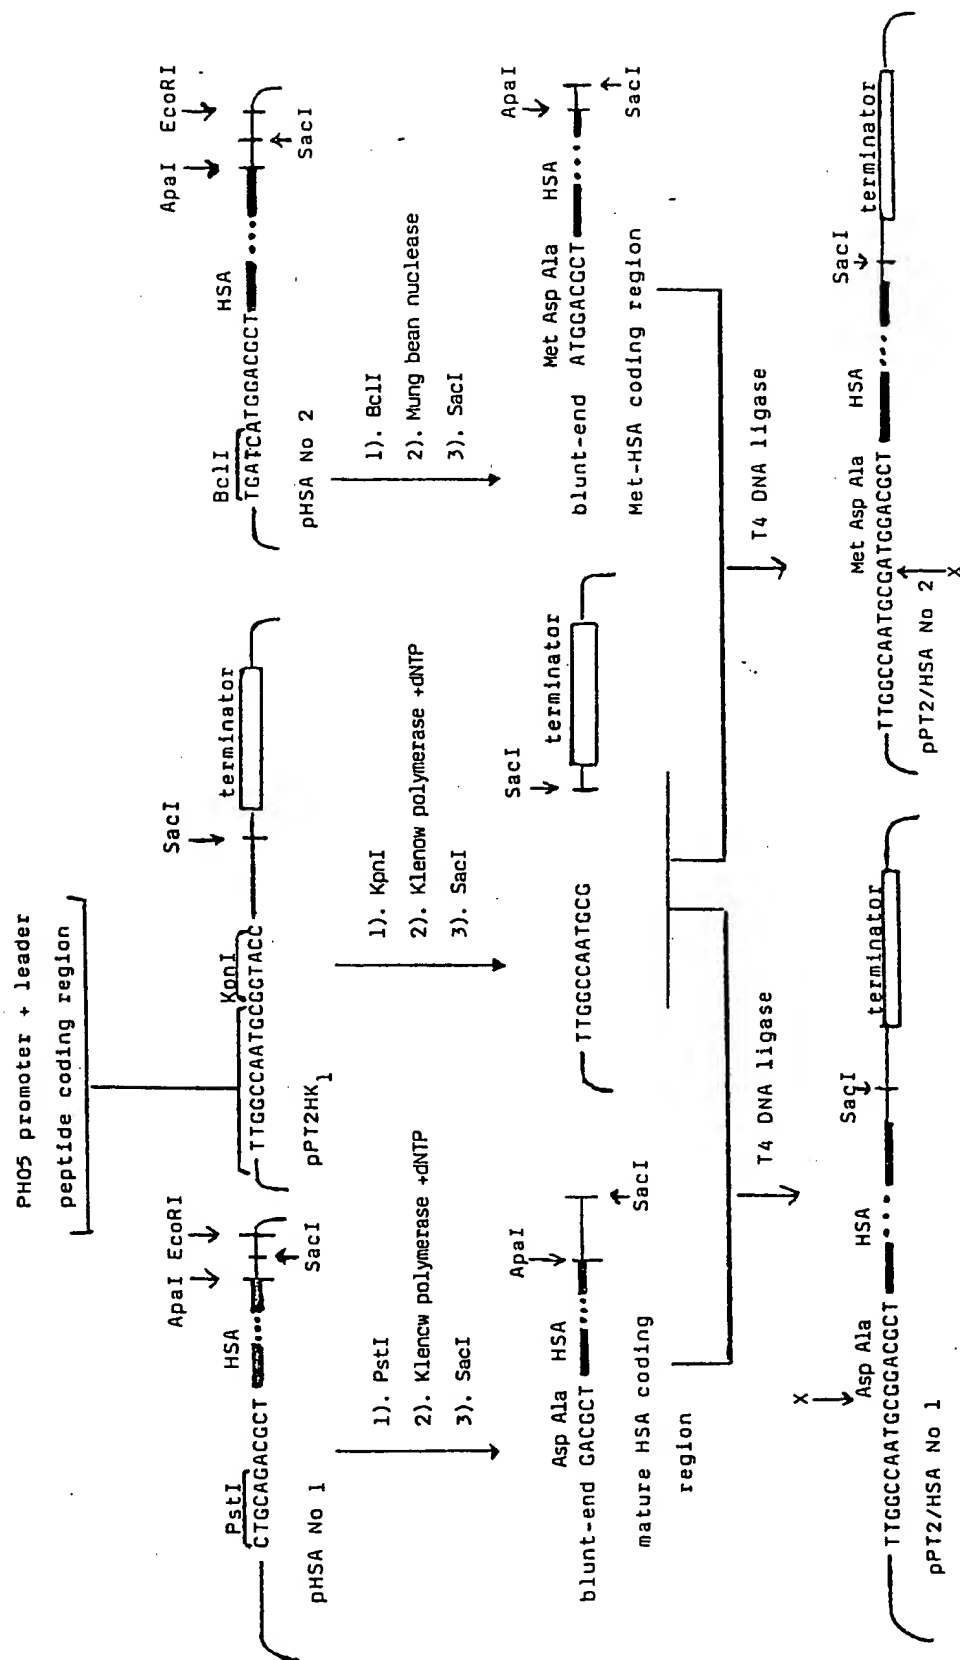 PHO5 promoter + leader
peptide coding region
PstI
CTGCAGACGCT
HSA
ApaI EcoRI
SacI
pHSA No 1
KpnI
TTGGCCAATGCGGTACC
SacI
terminator
pPT2HK1
BclI
TGATCATGGACGCT
HSA
ApaI EcoRI
SacI
pHSA No 2
1). PstI
2). Klencw polymerase +dNTP
3). SacI
1). KpnI
2). Klenow polymerase +dNTP
3). SacI
1). BclI
2). Mung bean nuclease
3). SacI
Asp Ala HSA
ApaI
blunt-end GACGCT
SacI
mature HSA coding
region
TTGGCCAATGCG
SacI
terminator
Met Asp Ala HSA
ApaI
blunt-end ATGGACGCT
SacI
Met-HSA coding region
T4 DNA ligase
T4 DNA ligase
X
Asp Ala
HSA
SacI
terminator
TTGGCCAATGCGGACGCT
pPT2/HSA No 1
Met Asp Ala HSA
SacI
terminator
TTGGCCAATGCGATGGACGCT
pPT2/HSA No 2
X